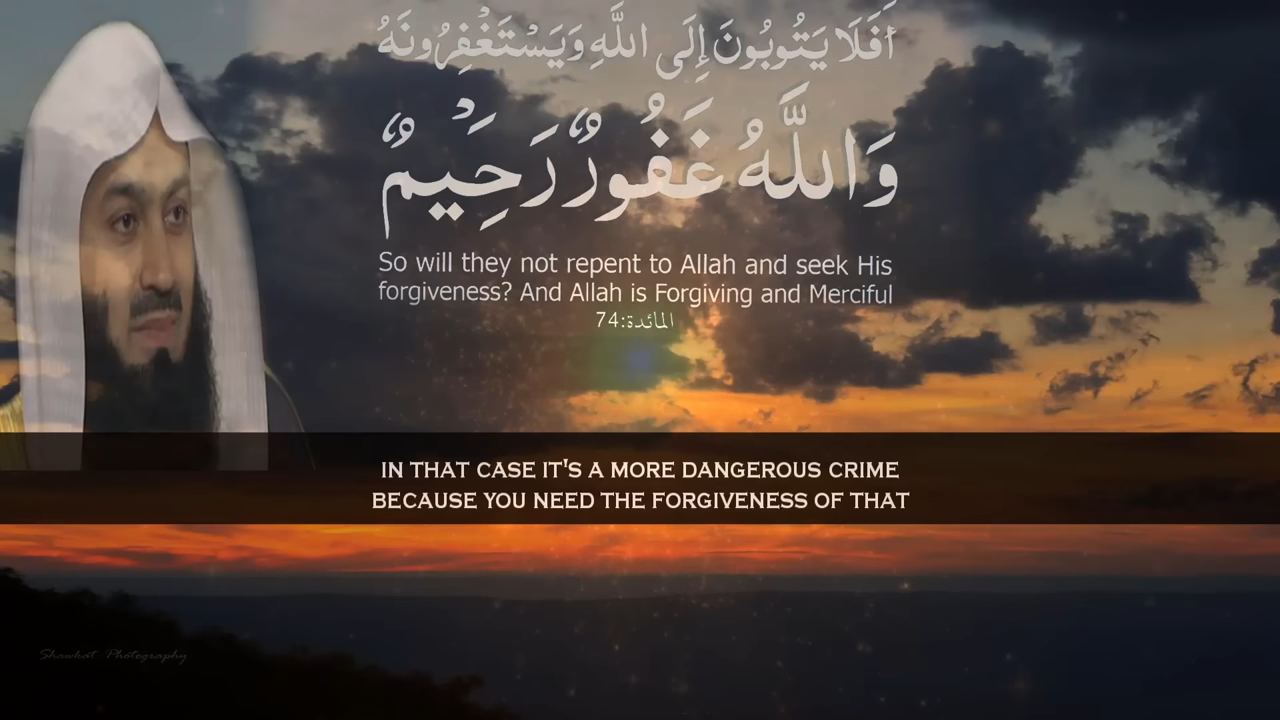 أَفَلَا يَتُوبُونَ إِلَى اللَّهِ وَيَسْتَغْفِرُونَهُ
وَاللَّهُ غَفُورٌ رَحِيمٌ
So will they not repent to Allah and seek His
forgiveness? And Allah is Forgiving and Merciful
المائدة:74
IN THAT CASE IT'S A MORE DANGEROUS CRIME
BECAUSE YOU NEED THE FORGIVENESS OF THAT
Shawkat Photography